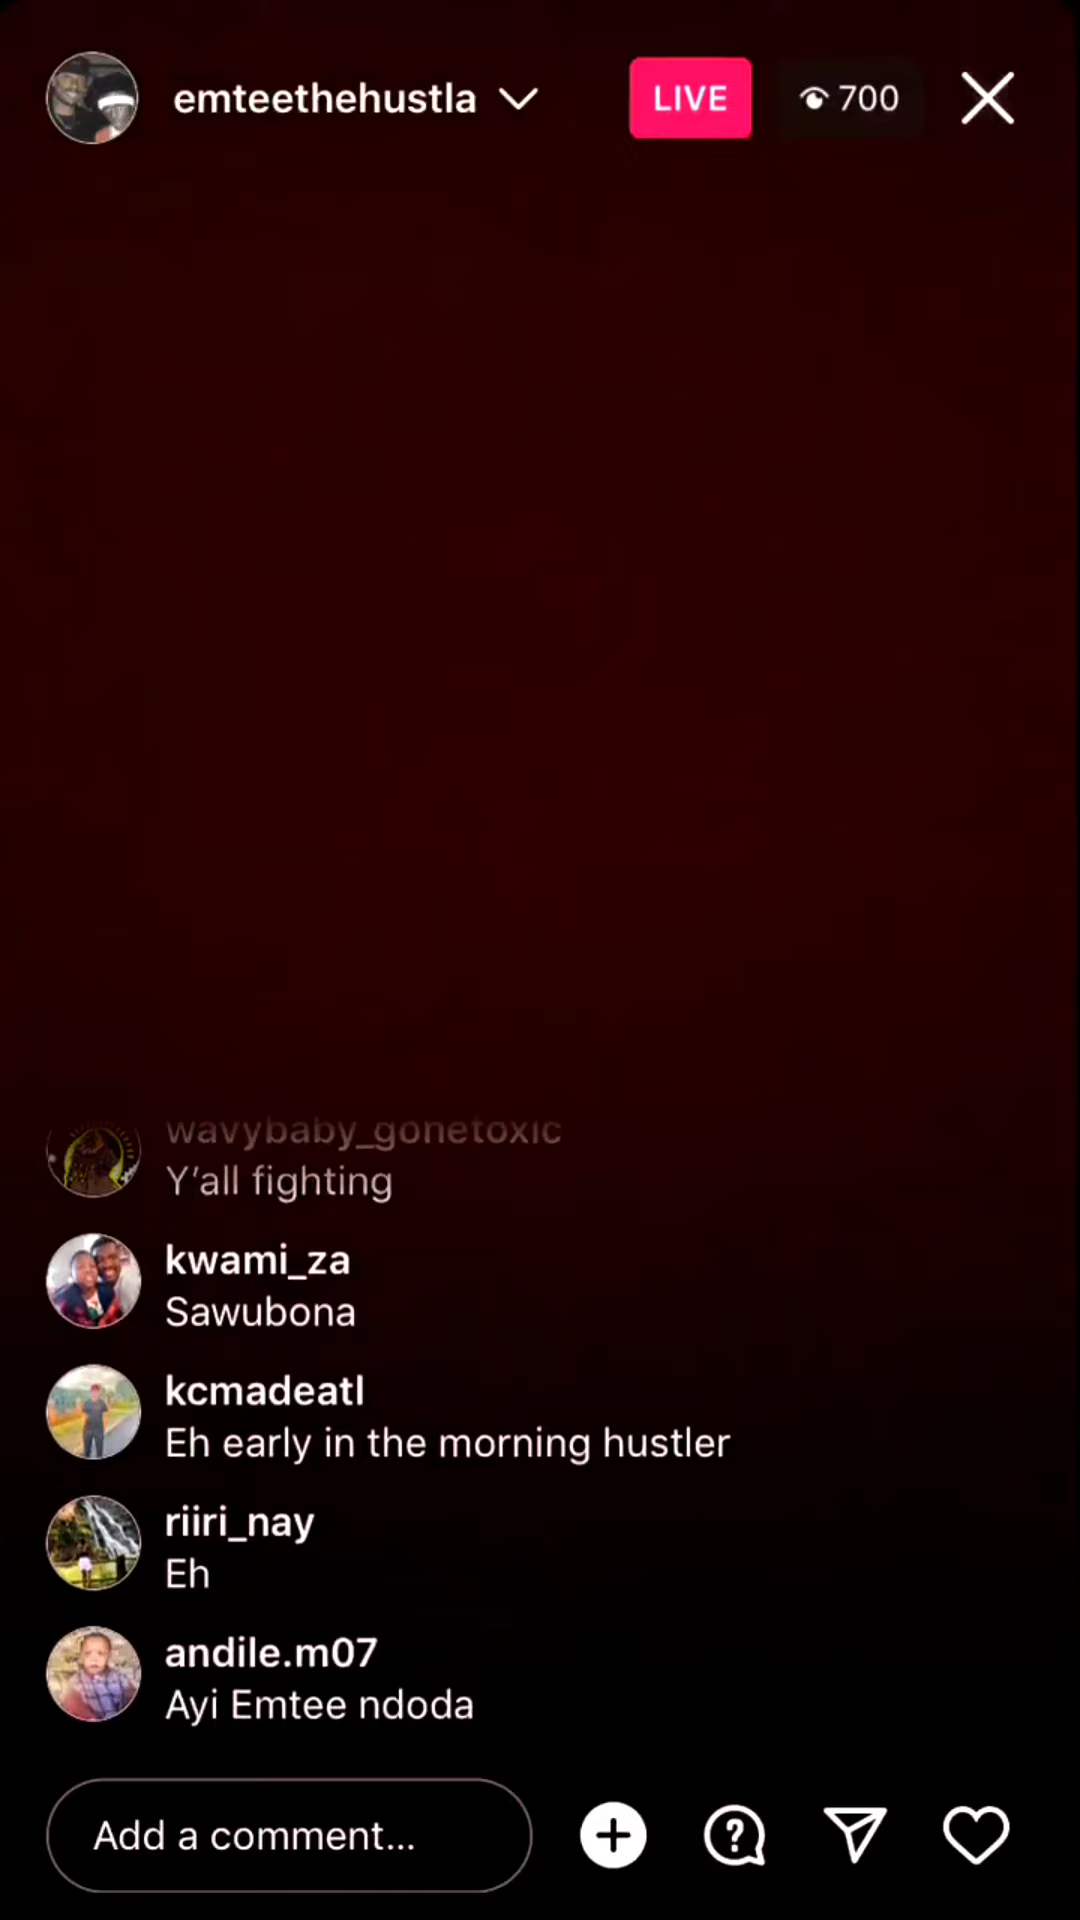 emteethehustla
LIVE
700
wavybaby_gonetoxic
Y'all fighting
kwami_za
Sawubona
kcmadeatl
Eh early in the morning hustler
riiri_nay
Eh
andile.m07
Ayi Emtee ndoda
Add a comment...